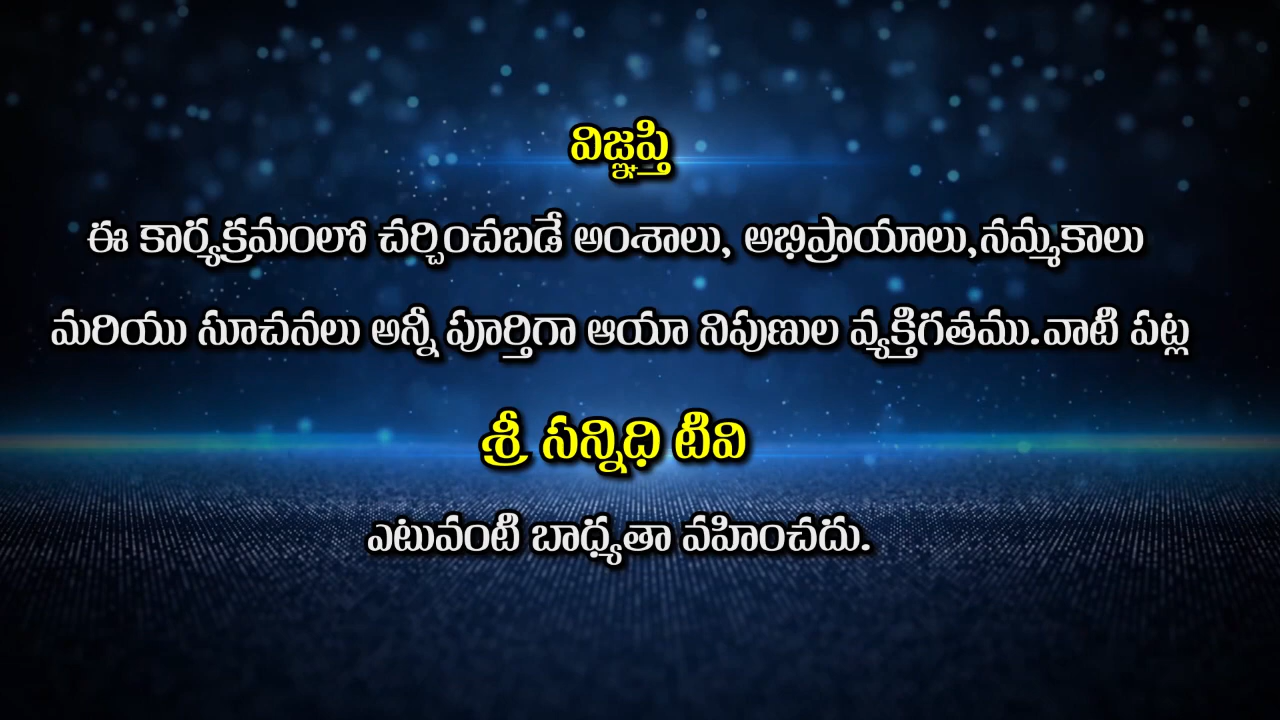 విజ్ఞప్తి
ఈ కార్యక్రమంలో చర్చించబడే అంశాలు, అభిప్రాయాలు,నమ్మకాలు
మరియు సూచనలు అన్నీ పూర్తిగా ఆయా నిపుణుల వ్యక్తిగతము.వాటి పట్ల
శ్రీ సన్నిధి టివి
ఎటువంటి బాధ్యతా వహించదు.